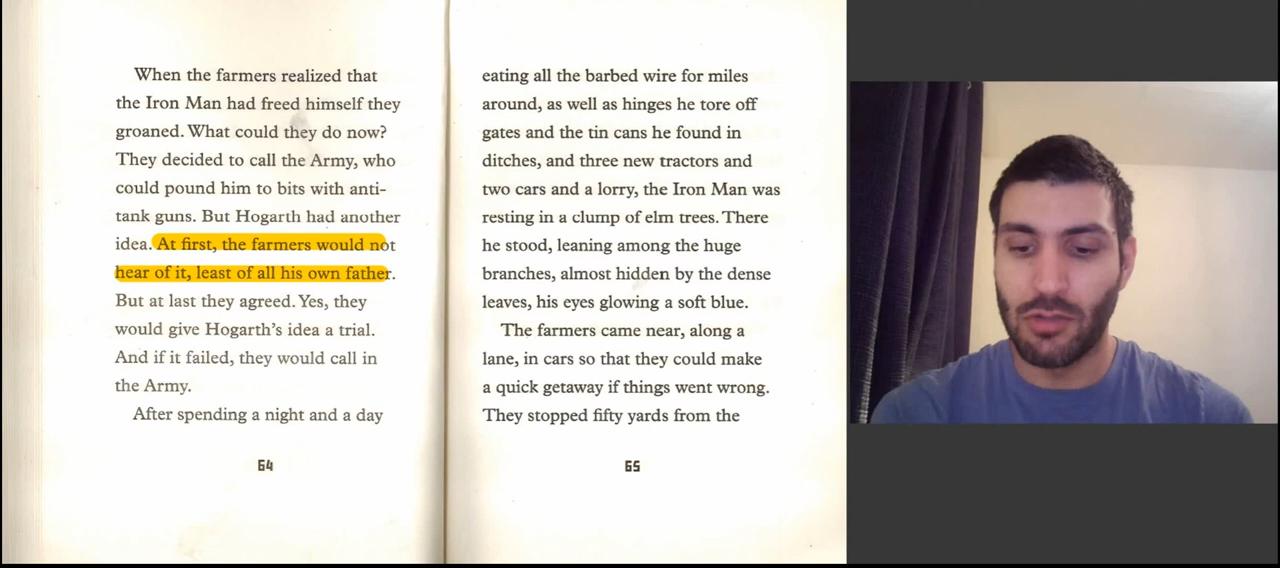 When the farmers realized that
the Iron Man had freed himself they
groaned. What could they do now?
They decided to call the Army, who
could pound him to bits with anti-
tank guns. But Hogarth had another
idea. At first, the farmers would not
hear of it, least of all his own father.
But at last they agreed. Yes, they
would give Hogarth's idea a trial.
And if it failed, they would call in
the Army.
After spending a night and a day
64
eating all the barbed wire for miles
around, as well as hinges he tore off
gates and the tin cans he found in
ditches, and three new tractors and
two cars and a lorry, the Iron Man was
resting in a clump of elm trees. There
he stood, leaning among the huge
branches, almost hidden by the dense
leaves, his eyes glowing a soft blue.
The farmers came near, along a
lane, in cars so that they could make
a quick getaway if things went wrong.
They stopped fifty yards from the
65